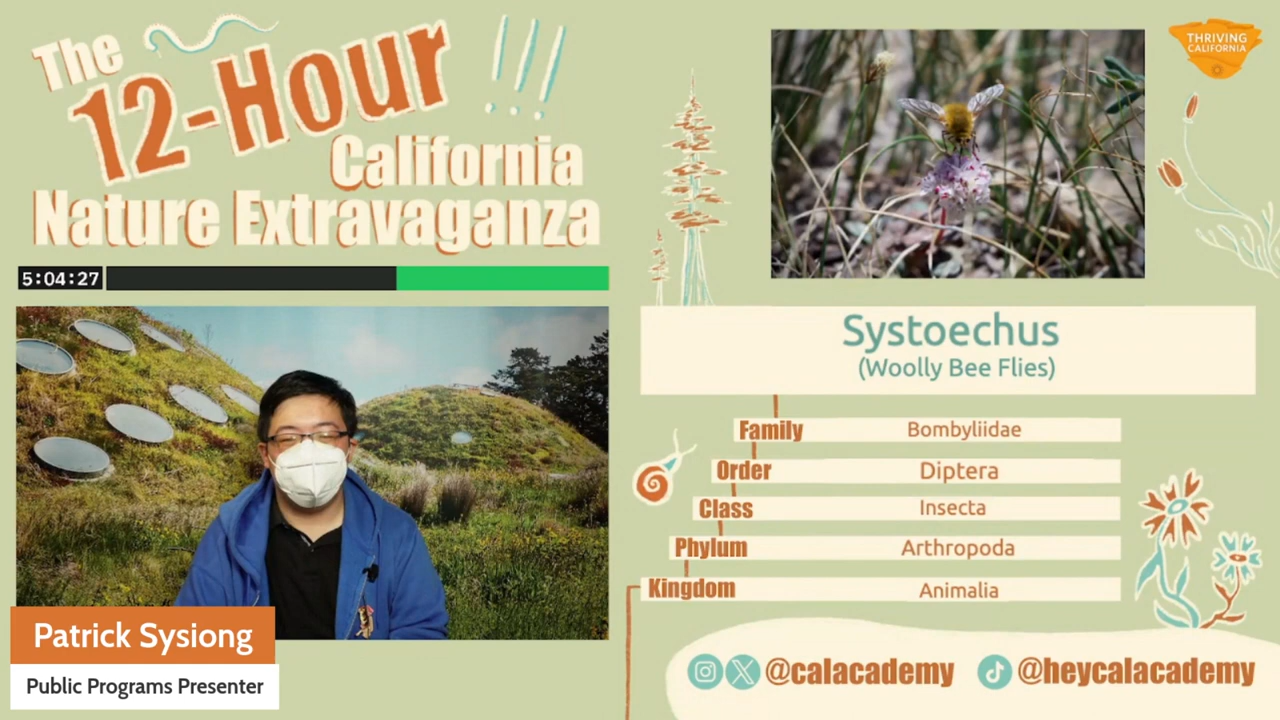 The
12-Hour
!!!
California
Nature Extravaganza
5:04:27
Patrick Sysiong
Public Programs Presenter
THRIVING
CALIFORNIA
Systoechus
(Woolly Bee Flies)
Family Bombyliidae
Order Diptera
Class Insecta
Phylum Arthropoda
Kingdom Animalia
@calacademy @heycalacademy